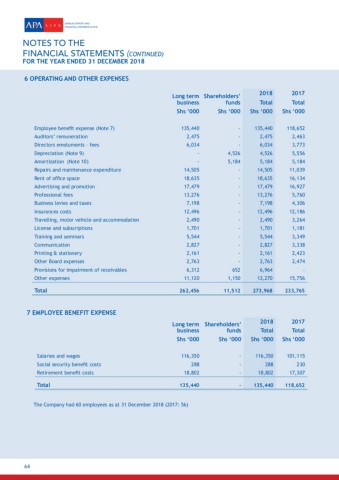 APA LIFE
ANNUAL REPORT AND
FINANCIAL STATEMENTS 2018
NOTES TO THE
FINANCIAL STATEMENTS (CONTINUED)
FOR THE YEAR ENDED 31 DECEMBER 2018
6 OPERATING AND OTHER EXPENSES
Long term Shareholders' 2018 2017
business funds Total Total
Shs '000 Shs '000 Shs '000 Shs '000
Employee benefit expense (Note 7) 135,440 - 135,440 118,652
Auditors' remuneration 2,475 - 2,475 2,463
Directors emoluments - fees 6,034 - 6,034 3,773
Depreciation (Note 9) - 4,526 4,526 5,556
Amortisation (Note 10) - 5,184 5,184 5,184
Repairs and maintenance expenditure 14,505 - 14,505 11,039
Rent of office space 18,635 - 18,635 16,134
Advertising and promotion 17,479 - 17,479 16,927
Professional fees 13,276 - 13,276 5,760
Business levies and taxes 7,198 - 7,198 4,306
Insurances costs 12,496 - 12,496 12,186
Travelling, motor vehicle and accommodation 2,490 - 2,490 3,264
License and subscriptions 1,701 - 1,701 1,181
Training and seminars 5,544 - 5,544 3,349
Communication 2,827 - 2,827 3,338
Printing & stationery 2,161 - 2,161 2,423
Other Board expenses 2,763 - 2,763 2,474
Provisions for impairment of receivables 6,312 652 6,964 -
Other expenses 11,120 1,150 12,270 15,756
Total 262,456 11,512 273,968 233,765
7 EMPLOYEE BENEFIT EXPENSE
Long term Shareholders' 2018 2017
business funds Total Total
Shs '000 Shs '000 Shs '000 Shs '000
Salaries and wages 116,350 - 116,350 101,115
Social security benefit costs 288 - 288 230
Retirement benefit costs 18,802 - 18,802 17,307
Total 135,440 - 135,440 118,652
The Company had 60 employees as at 31 December 2018 (2017: 56)
64